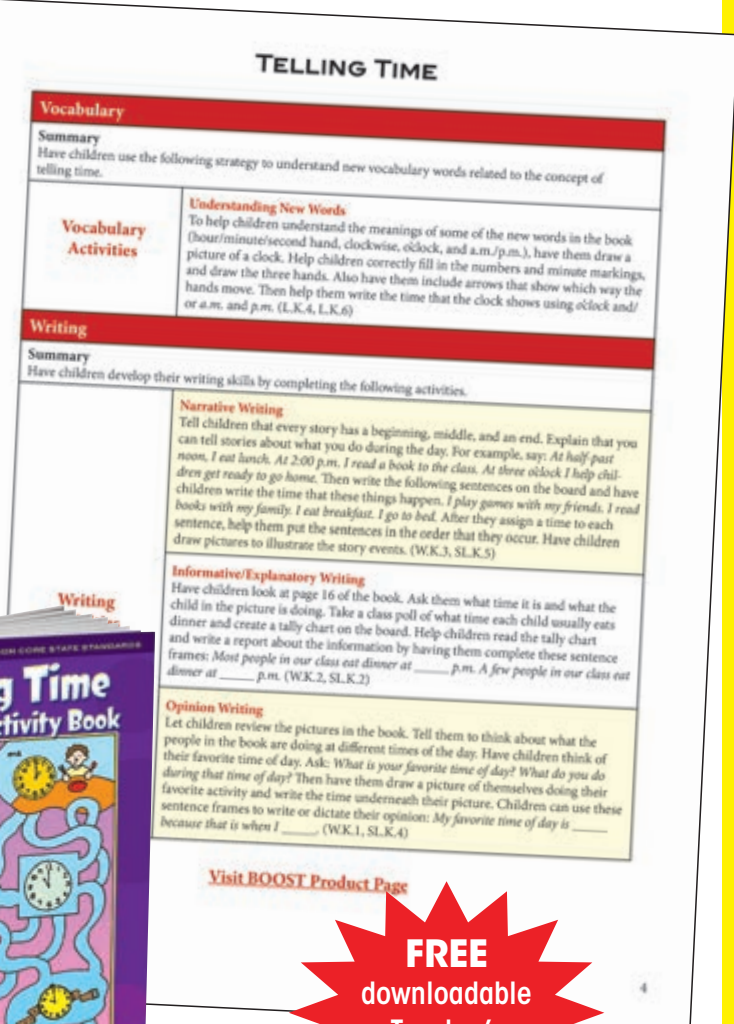 TELLING TIME
Vocabulary
Summary
Have children use the following strategy to understand new vocabulary words related to the concept of
telling time.
Vocabulary
Activities
Understanding New Words
To help children understand the meanings of some of the new words in the book
(hour/minute/second hand, clockwise, o'clock, and a.m./p.m.), have them draw a
picture of a clock. Help children correctly fill in the numbers and minute markings,
and draw the three hands. Also have them include arrows that show which way the
hands move. Then help them write the time that the clock shows using o'clock and/
or a.m. and p.m. (L.K.4, L.K.6)
Writing
Summary
Have children develop their writing skills by completing the following activities.
Writing
Narrative Writing
Tell children that every story has a beginning, middle, and an end. Explain that you
can tell stories about what you do during the day. For example, say: At half-past
noon, I eat lunch. At 2:00 p.m. I read a book to the class. At three o'clock I help chil-
dren get ready to go home. Then write the following sentences on the board and have
children write the time that these things happen. I play games with my friends. I read
books with my family. I eat breakfast. I go to bed. After they assign a time to each
sentence, help them put the sentences in the order that they occur. Have children
draw pictures to illustrate the story events. (W.K.3, SL.K.5)
Informative/Explanatory Writing
Have children look at page 16 of the book. Ask them what time it is and what the
child in the picture is doing. Take a class poll of what time each child usually eats
dinner and create a tally chart on the board. Help children read the tally chart
and write a report about the information by having them complete these sentence
frames: Most people in our class eat dinner at _____ p.m. A few people in our class eat
dinner at _____ p.m. (W.K.2, SL.K.2)
Opinion Writing
Let children review the pictures in the book. Tell them to think about what the
people in the book are doing at different times of the day. Have children think of
their favorite time of day. Ask: What is your favorite time of day? What do you do
during that time of day? Then have them draw a picture of themselves doing their
favorite activity and write the time underneath their picture. Children can use these
sentence frames to write or dictate their opinion: My favorite time of day is _____
because that is when I _____. (W.K.1, SL.K.4)
Visit BOOST Product Page
4
ON CORE STATE STANDARDS
g Time
ctivity Book
FREE
downloadable